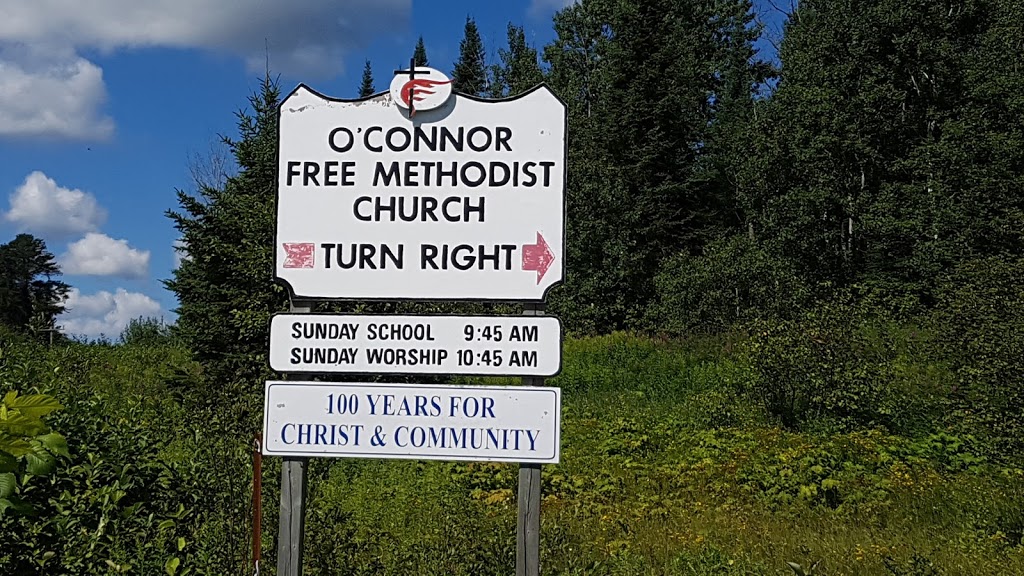 O'CONNOR
FREE METHODIST
CHURCH
TURN RIGHT
SUNDAY SCHOOL 9:45 AM
SUNDAY WORSHIP 10:45 AM
100 YEARS FOR
CHRIST & COMMUNITY